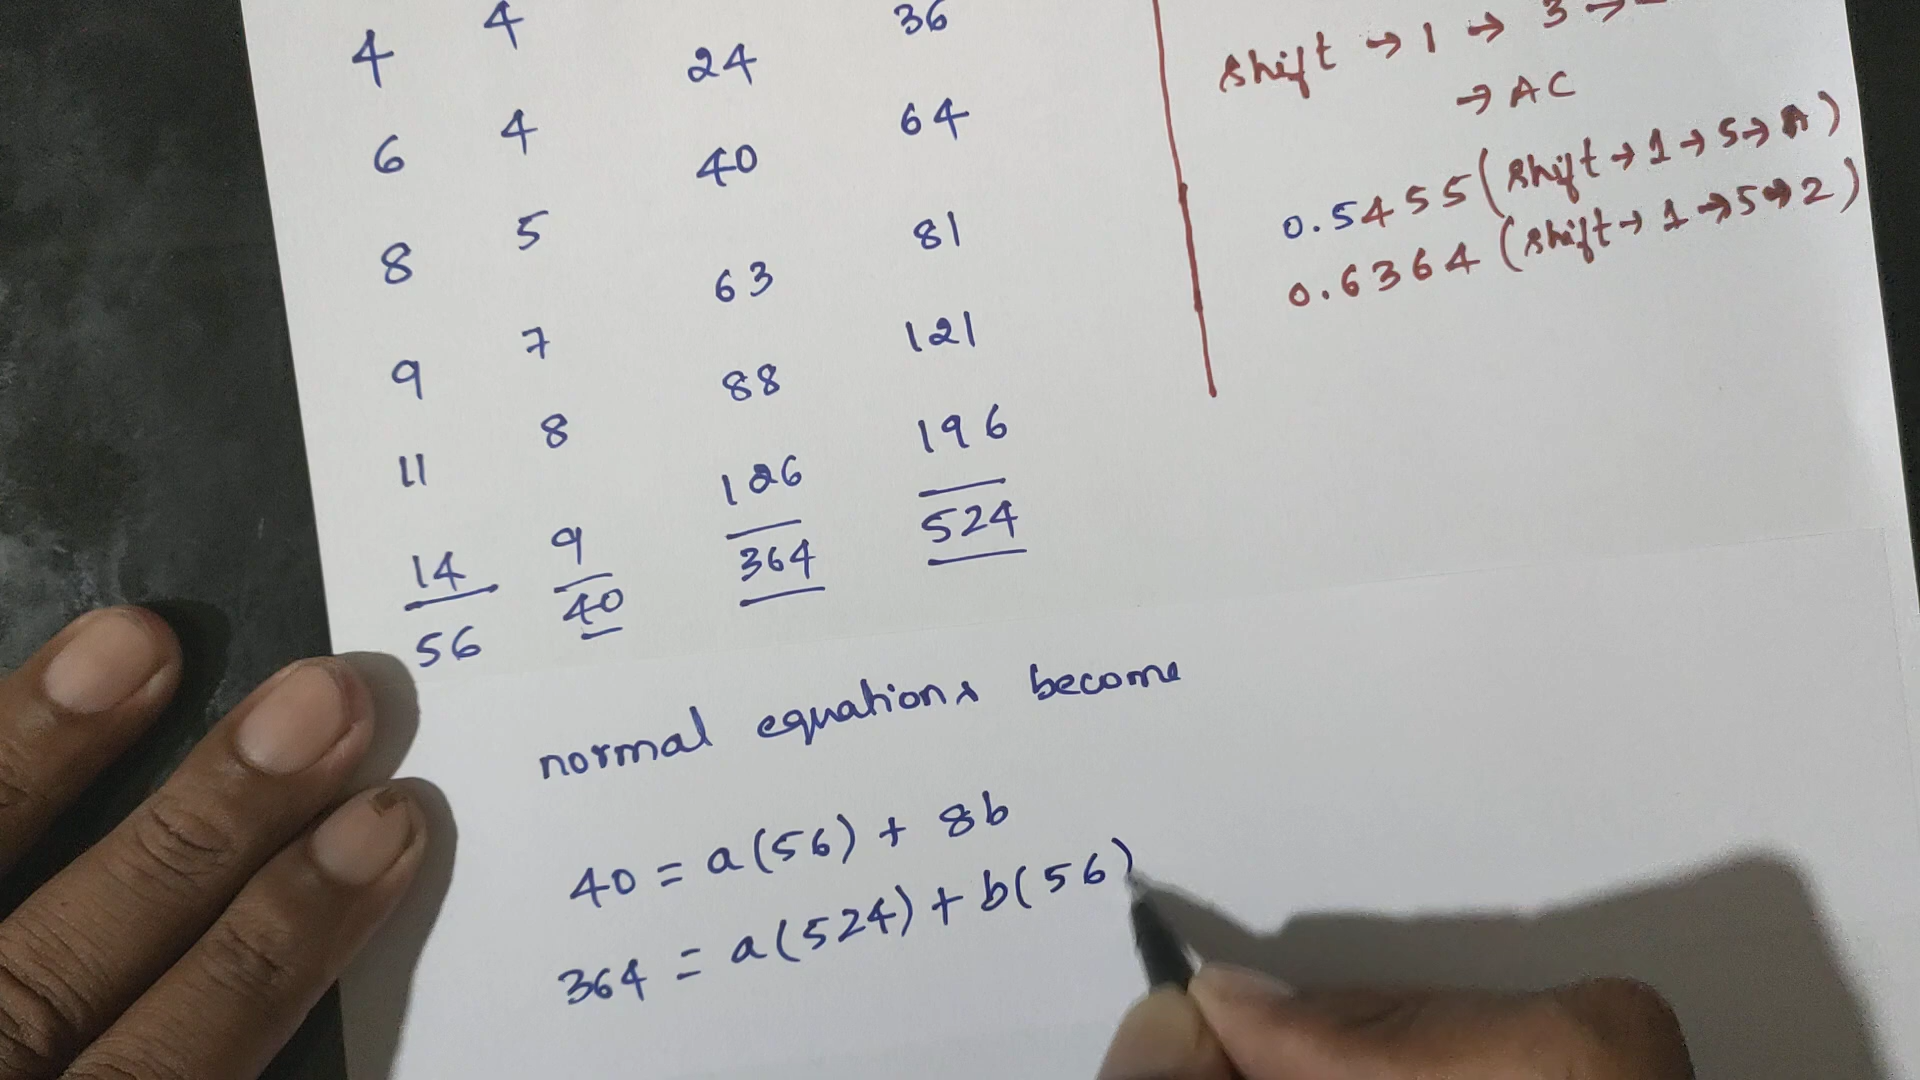 4 4 24 36
6 4 40 64
8 5 63 81
9 7 88 121
11 8 126 196
14 9 364 524
56 40
normal equations become
40 = a(56) + 8b
364 = a(524) + b(56)
shift → 1 → 3 →
→ AC
0.5455 (shift → 1 → 5 → 1)
0.6364 (shift → 1 → 5 → 2)